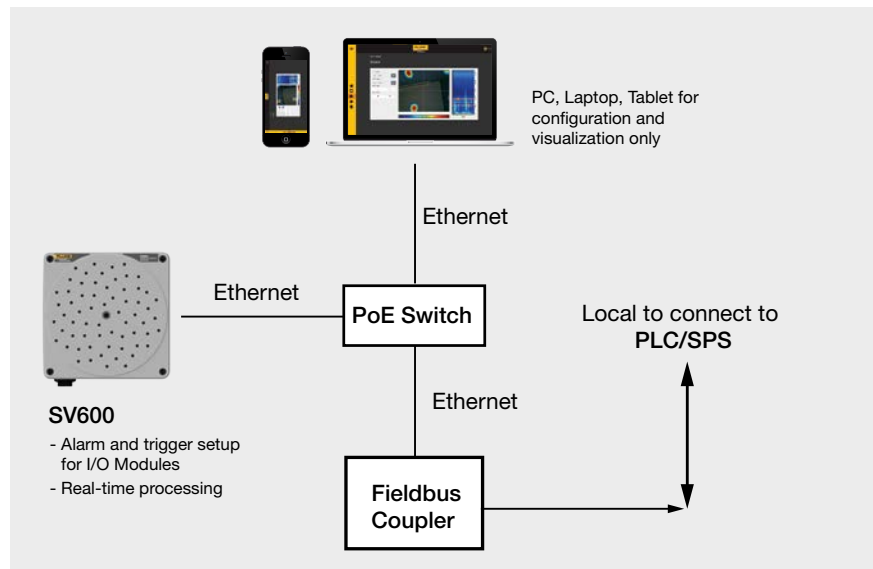 PC, Laptop, Tablet for
configuration and
visualization only
Ethernet
Ethernet
PoE Switch
Local to connect to
PLC/SPS
Ethernet
SV600
- Alarm and trigger setup
for I/O Modules
- Real-time processing
Fieldbus
Coupler